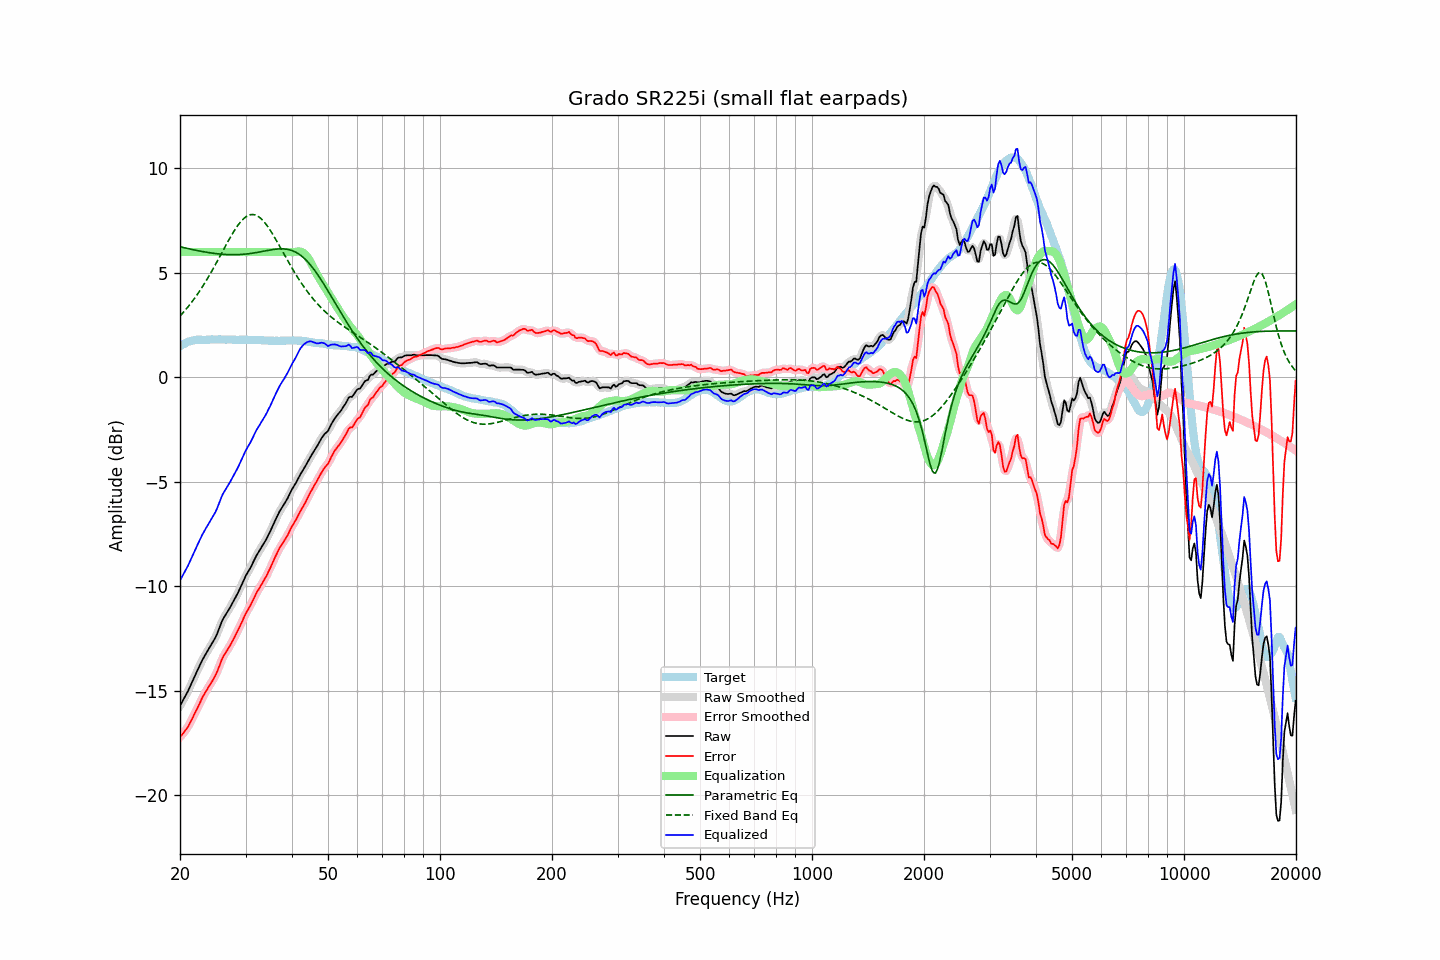 Grado SR225i (small flat earpads)
Amplitude (dBr)
10
5
0
−5
−10
−15
−20
Target
Raw Smoothed
Error Smoothed
Raw
Error
Equalization
Parametric Eq
Fixed Band Eq
Equalized
20 50 100 200 500 1000 2000 5000 10000 20000
Frequency (Hz)